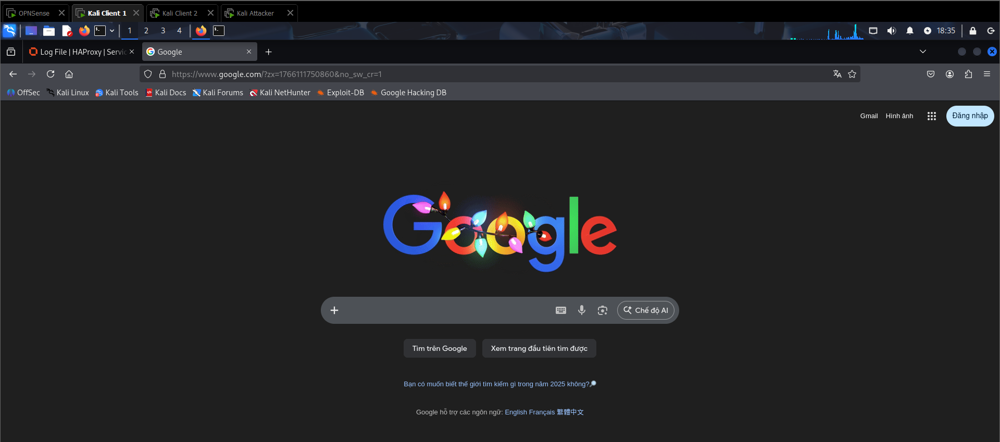 OPNSense Kali Client 1 Kali Client 2 Kali Attacker
1 2 3 4 18:35
Log File | HAProxy | Servic Google
https://www.google.com/?zx=1766111750860&no_sw_cr=1
OffSec Kali Linux Kali Tools Kali Docs Kali Forums Kali NetHunter Exploit-DB Google Hacking DB
Gmail Hình ảnh Đăng nhập
Google
Chế độ AI
Tìm trên Google Xem trang đầu tiên tìm được
Bạn có muốn biết thế giới tìm kiếm gì trong năm 2025 không?
Google hỗ trợ các ngôn ngữ: English Français 繁體中文